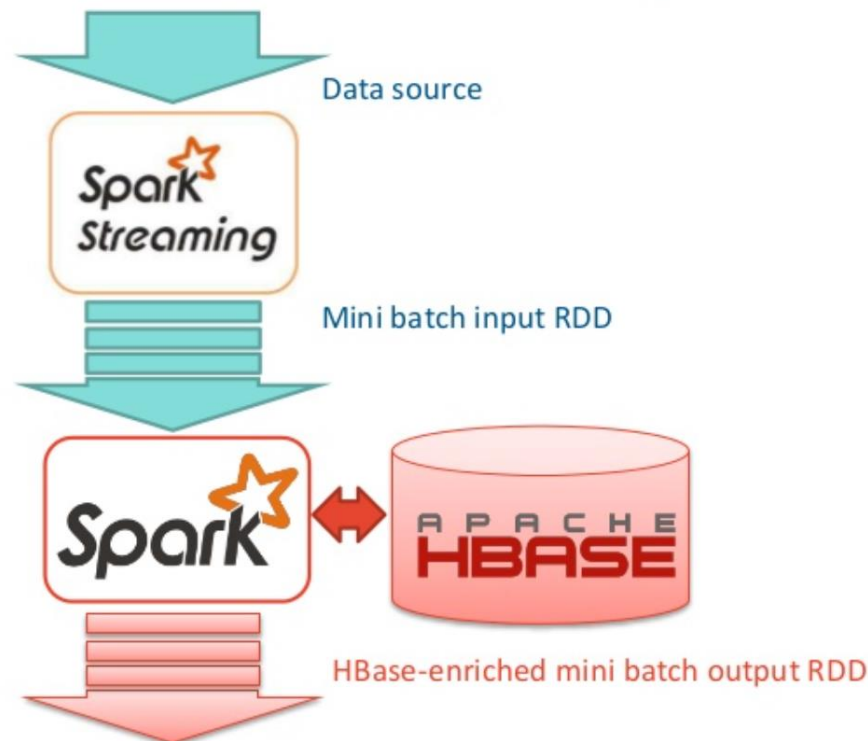 Data source
Spark
Streaming
Mini batch input RDD
Spark
APACHE
HBASE
HBase-enriched mini batch output RDD